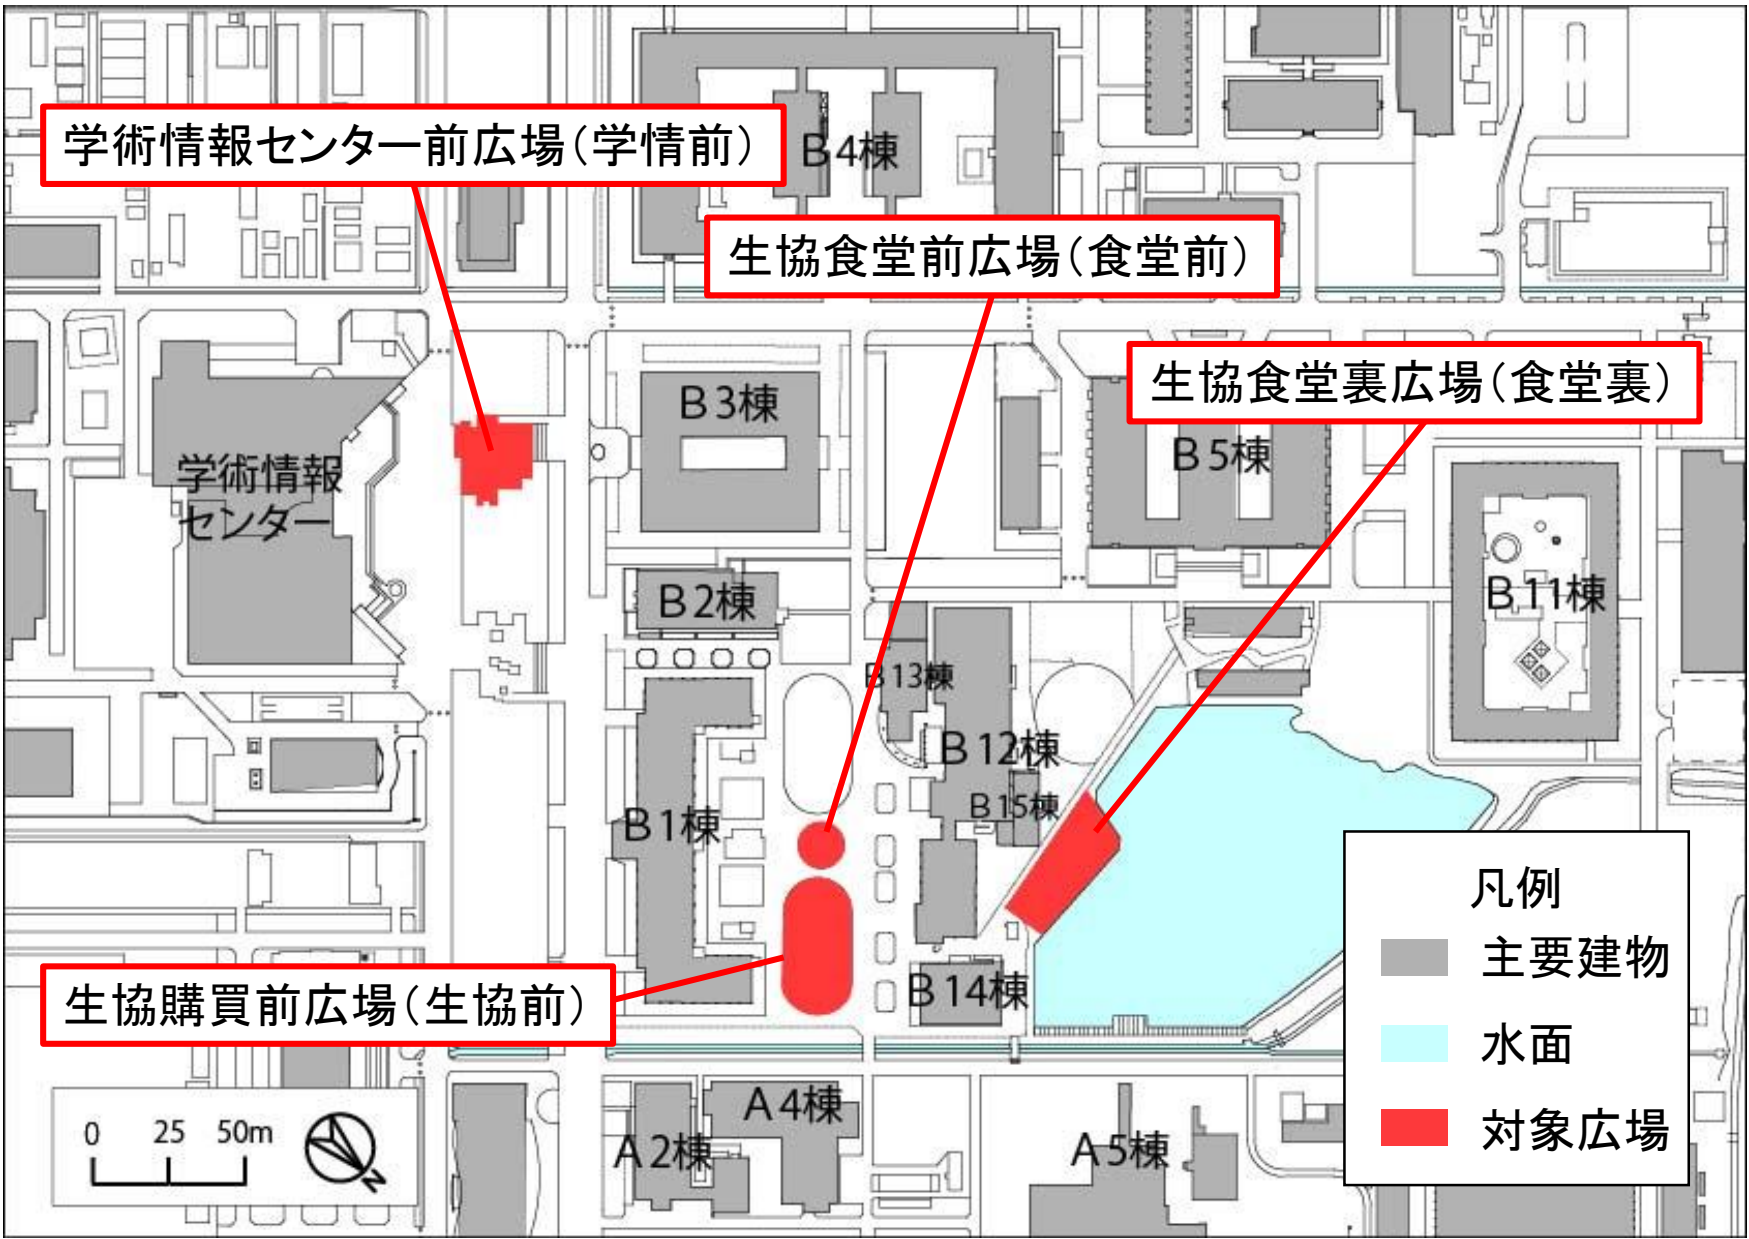 学術情報センター前広場(学情前)
B4棟
生協食堂前広場(食堂前)
生協食堂裏広場(食堂裏)
B3棟
B5棟
学術情報
センター
B2棟
B11棟
B13棟
B12棟
B15棟
B1棟
凡例
主要建物
水面
対象広場
生協購買前広場(生協前)
B14棟
A4棟
A2棟
A5棟
0 25 50m
N